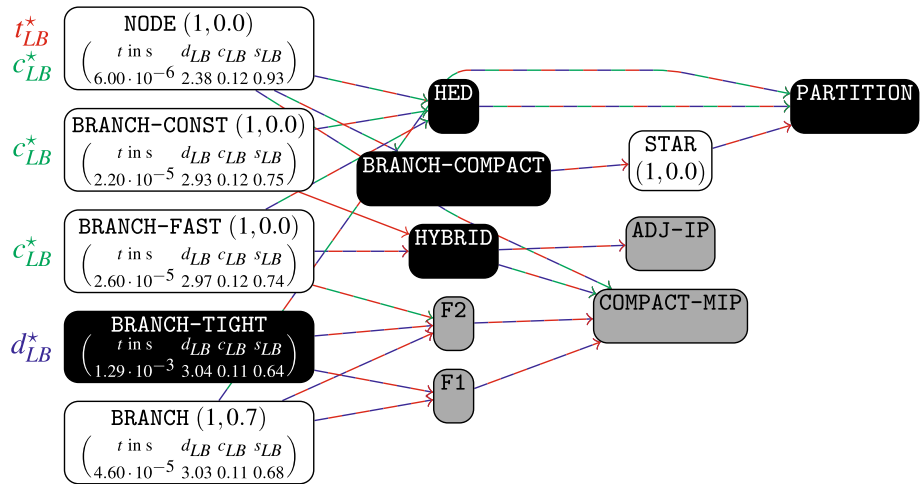 t*LB
c*LB
NODE (1,0.0)
t in s dLB cLB sLB
6.00·10−6 2.38 0.12 0.93
c*LB
BRANCH-CONST (1,0.0)
t in s dLB cLB sLB
2.20·10−5 2.93 0.12 0.75
c*LB
BRANCH-FAST (1,0.0)
t in s dLB cLB sLB
2.60·10−5 2.97 0.12 0.74
d*LB
BRANCH-TIGHT
t in s dLB cLB sLB
1.29·10−3 3.04 0.11 0.64
BRANCH (1,0.7)
t in s dLB cLB sLB
4.60·10−5 3.03 0.11 0.68
HED
BRANCH-COMPACT
HYBRID
F2
F1
STAR
(1,0.0)
ADJ-IP
COMPACT-MIP
PARTITION